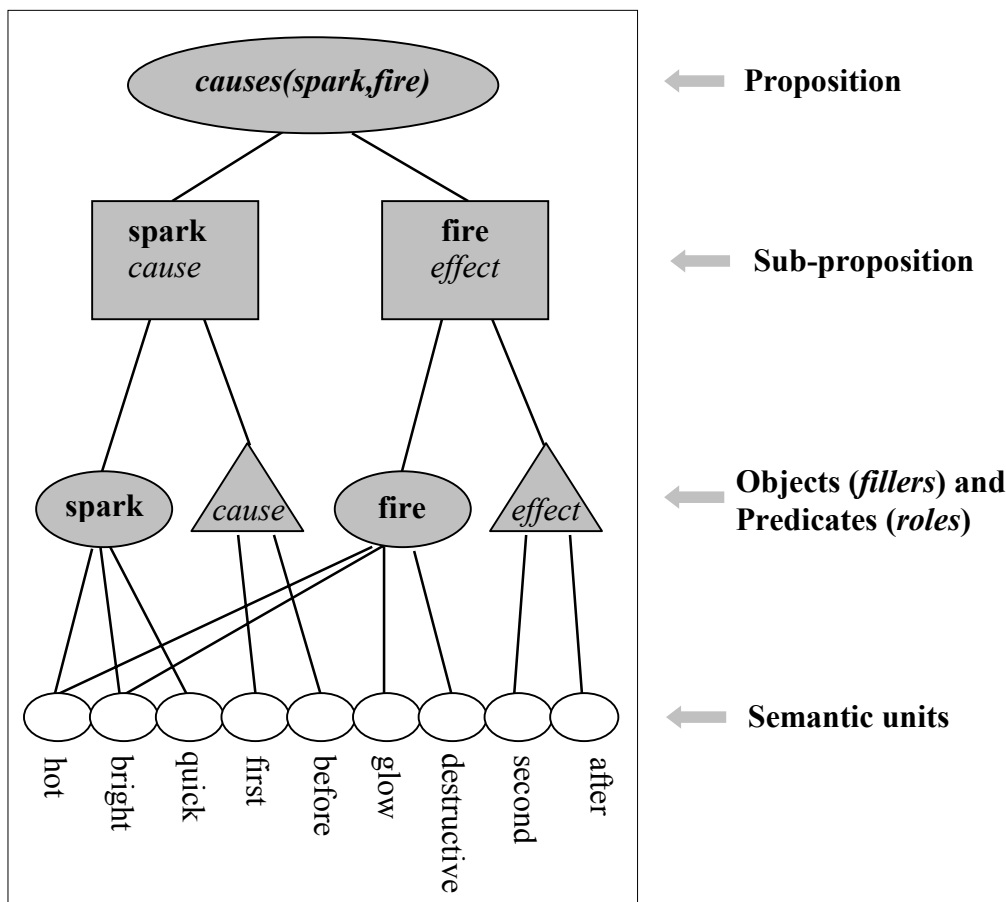 causes(spark,fire)
Proposition
spark
cause
fire
effect
Sub-proposition
spark
cause
fire
effect
Objects (fillers) and
Predicates (roles)
Semantic units
hot
bright
quick
first
before
glow
destructive
second
after